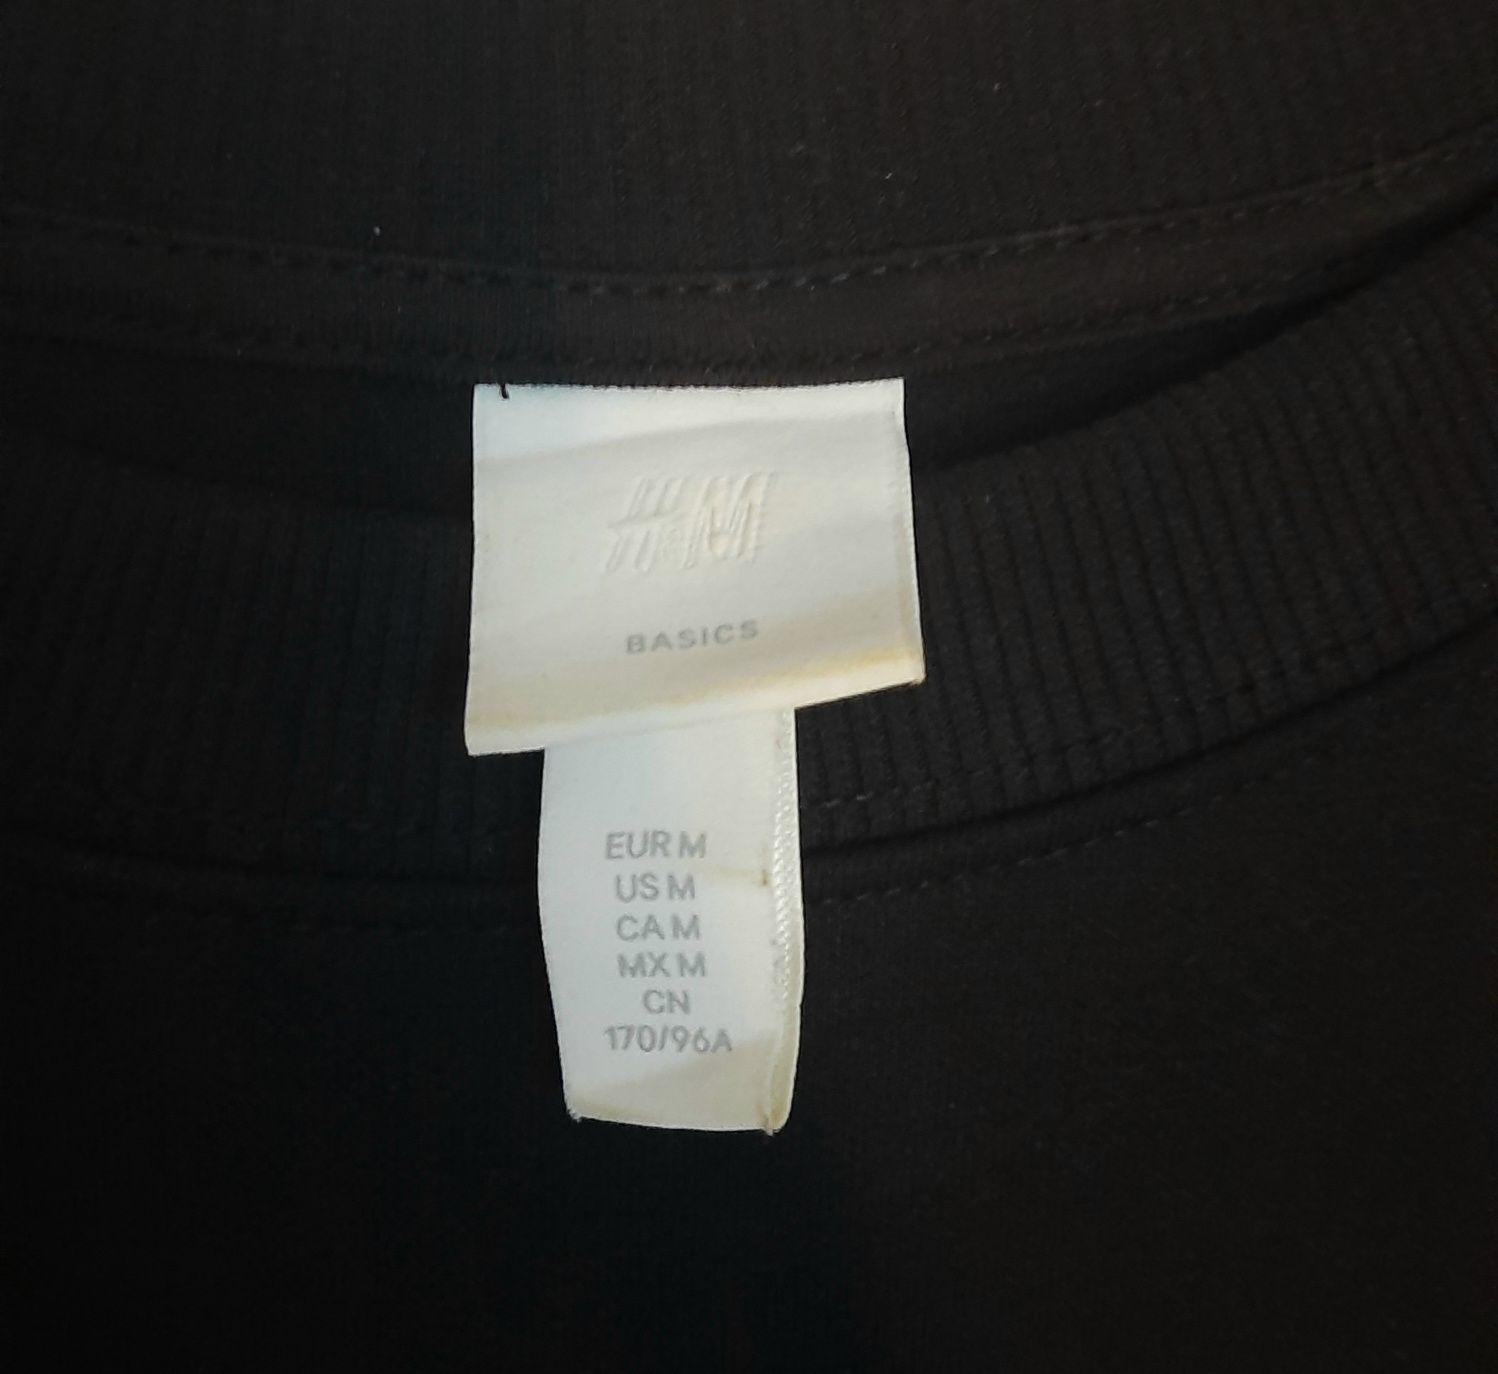 H&M
BASICS
EUR M
US M
CA M
MX M
CN
170/96A